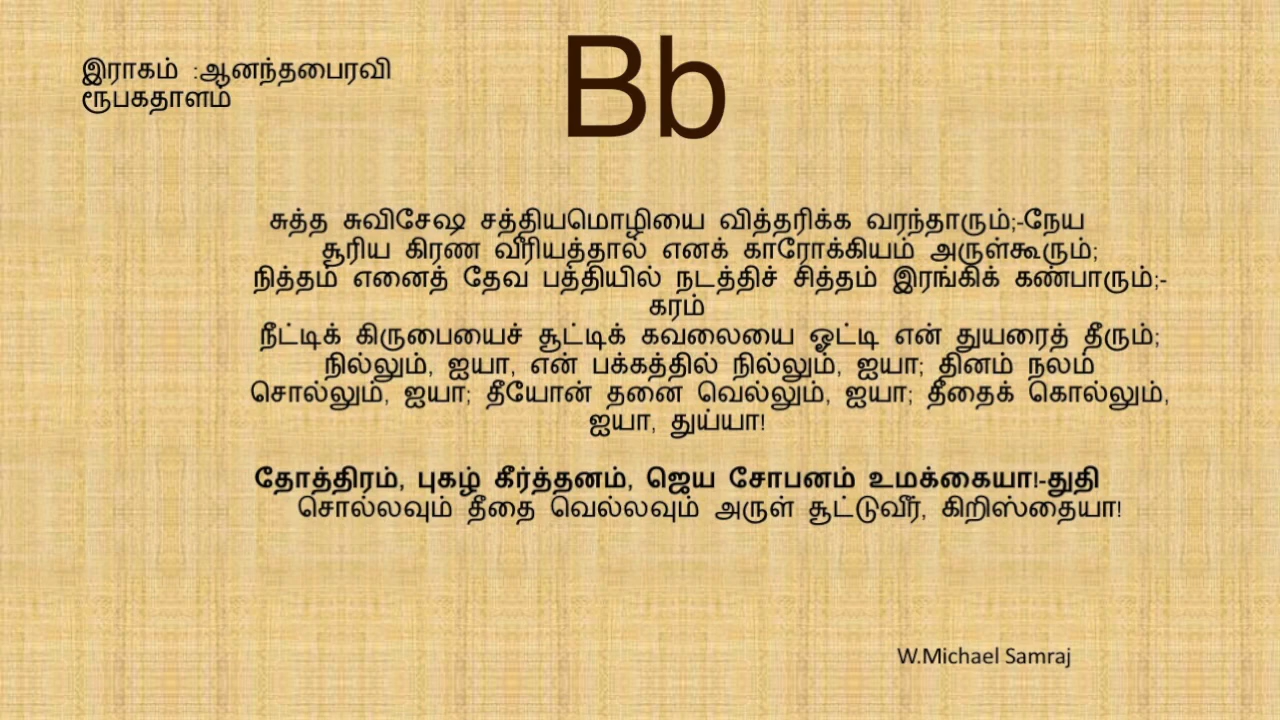 இராகம் :ஆனந்தபைரவி
ரூபகதாளம்
Bb
சுத்த சுவிசேஷ சத்தியமொழியை வித்தரிக்க வரந்தாரும்;-நேய
சூரிய கிரண வீரியத்தால் எனக் காரோக்கியம் அருள்கூரும்;
நித்தம் எனைத் தேவ பத்தியில் நடத்திச் சித்தம் இரங்கிக் கண்பாரும்;-
கரம்
நீட்டிக் கிருபையைச் சூட்டிக் கவலையை ஓட்டி என் துயரைத் தீரும்;
நில்லும், ஐயா, என் பக்கத்தில் நில்லும், ஐயா; தினம் நலம்
சொல்லும், ஐயா; தீயோன் தனை வெல்லும், ஐயா; தீதைக் கொல்லும்,
ஐயா, துய்யா!
தோத்திரம், புகழ் கீர்த்தனம், ஜெய சோபனம் உமக்கையா!-துதி
சொல்லவும் தீதை வெல்லவும் அருள் சூட்டுவீர், கிறிஸ்தையா!
W.Michael Samraj